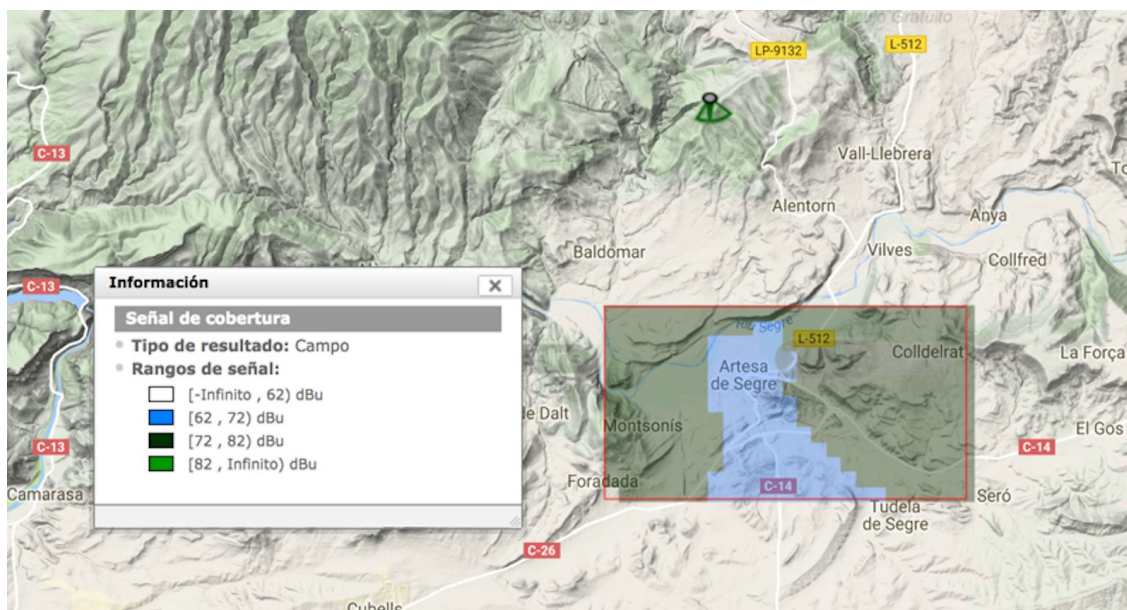 Gratuito
L-512
LP-9132
C-13
Vall-Llebrera
To
Alentorn
Anya
Baldomar
Vilves
Collfred
C-13
Información
Señal de cobertura
Tipo de resultado: Campo
Rangos de señal:
[-Infinito , 62) dBu
[62 , 72) dBu
[72 , 82) dBu
[82 , Infinito) dBu
Riu Segre
L-512
Colldelrat
La Força
Artesa
de Segre
de Dalt
Montsonís
El Gos
C-13
C-14
Foradada
C-14
Camarasa
Seró
Tudela
de Segre
C-26
Cubells